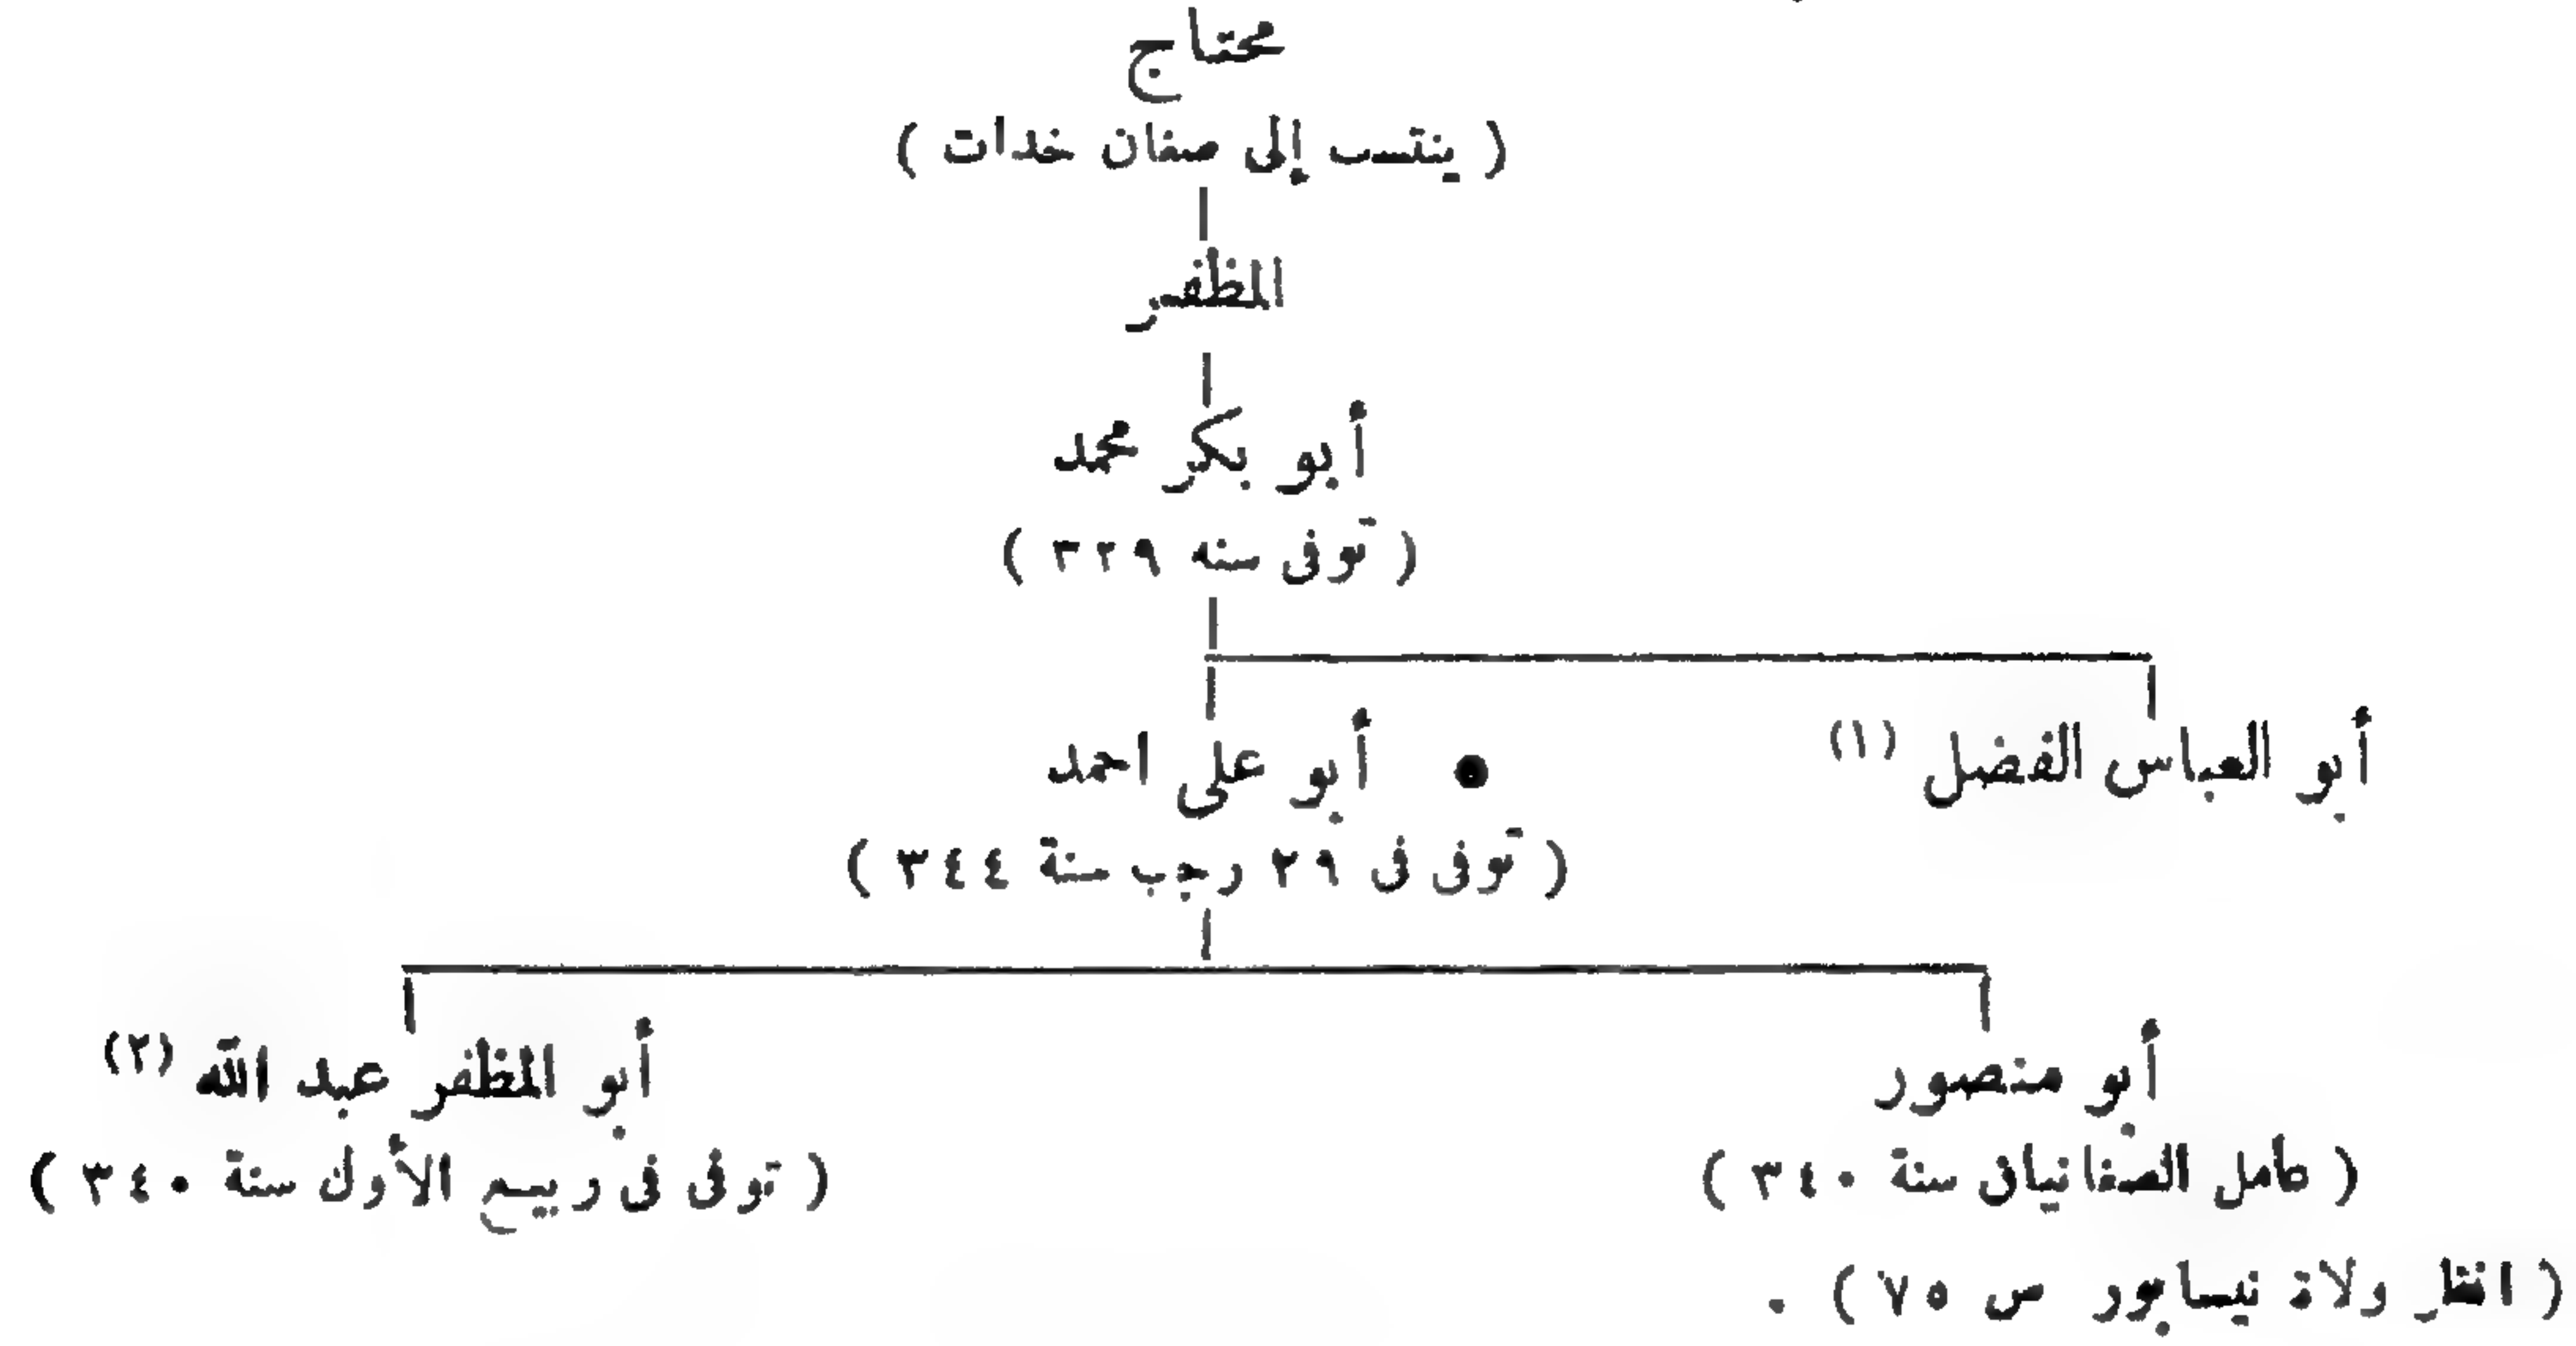 محتاج
( ينتسب إلى صغان خدات )
المظفر
أبو بكر محمد
( توفى سنه ٣٢٩ )
أبو العباس الفضل (١)
● أبو على احمد
( توفى فى ٢٩ رجب سنة ٣٤٤ )
أبو منصور
( عامل الصغانيان سنة ٣٤٠ )
أبو المظفر عبد الله (٢)
( توفى فى ربيع الأول سنة ٣٤٠ )
( انظر ولاة نيسابور س ٧٥ ) .